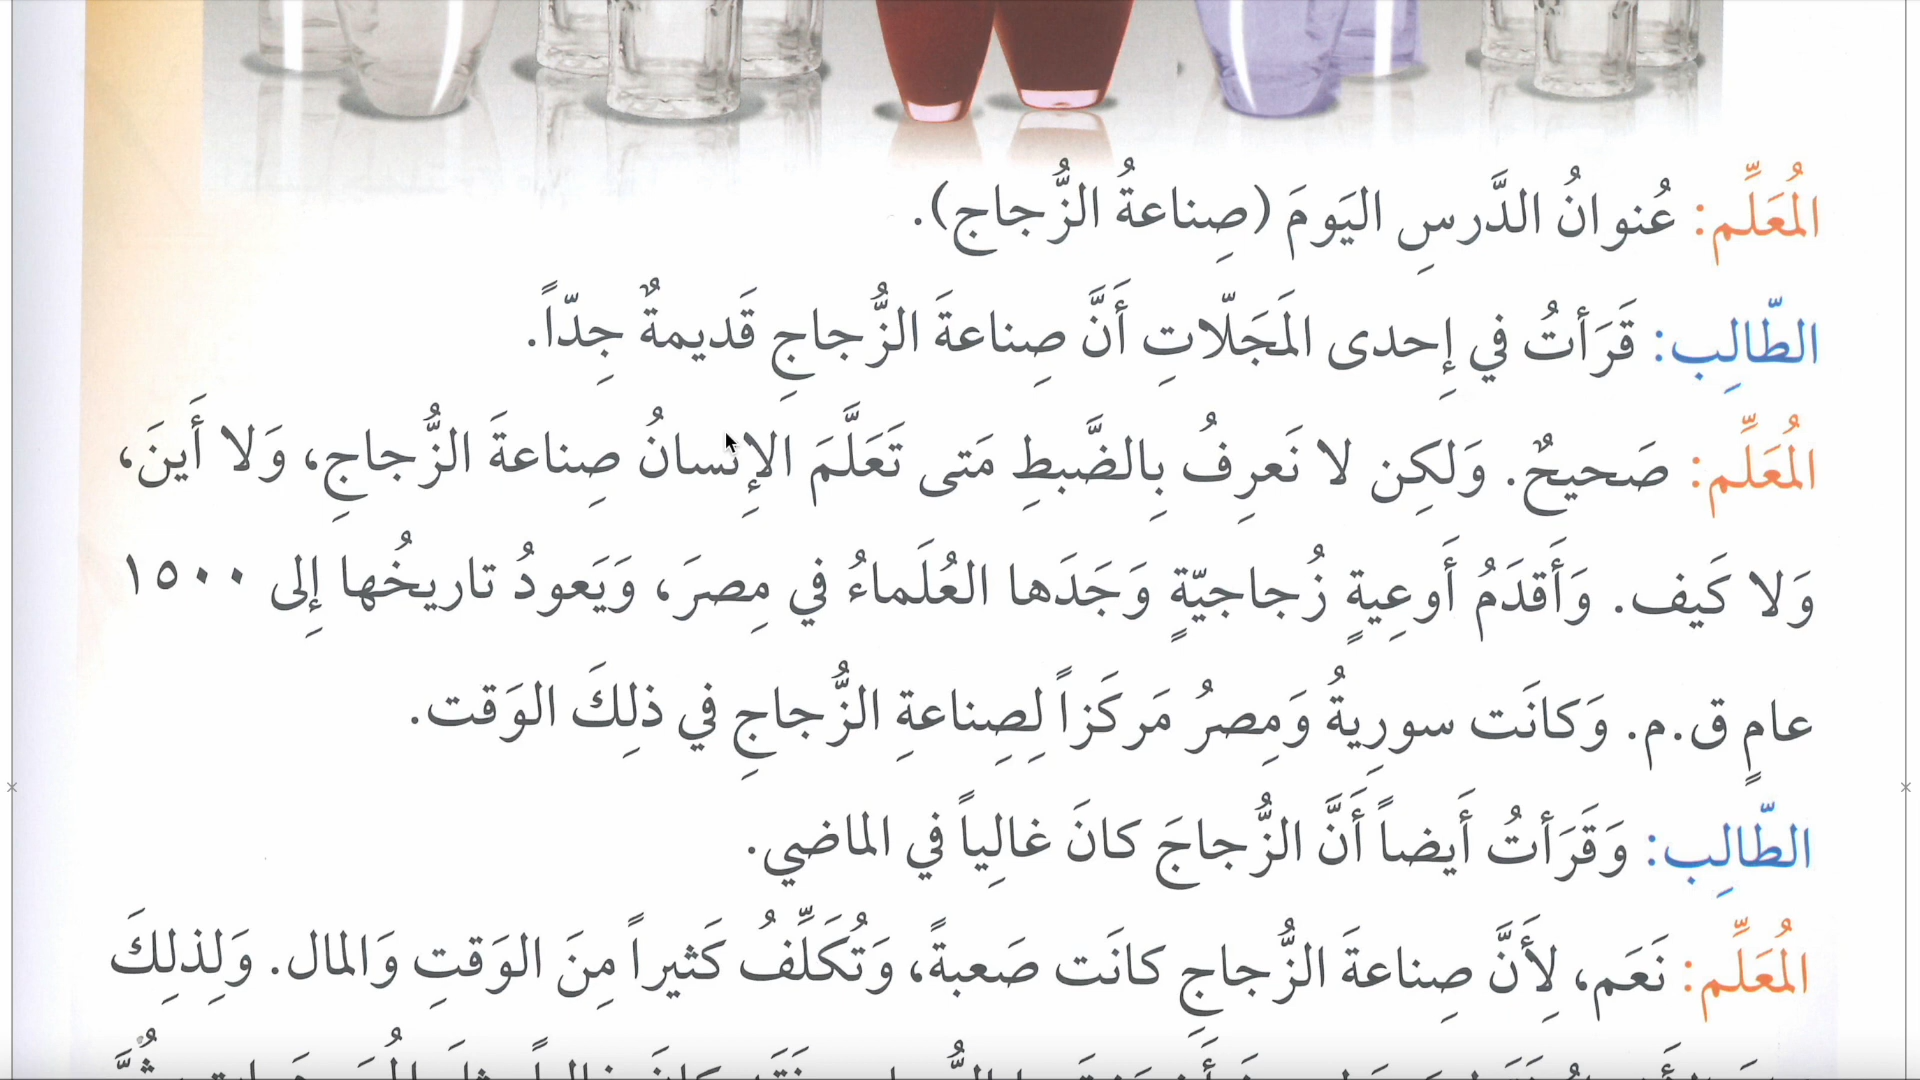 المُعَلِّم: عُنوانُ الدَّرسِ اليَومَ (صِناعةُ الزُّجاج).
الطّالِب: قَرَأتُ في إِحدى المَجَلّاتِ أَنَّ صِناعةَ الزُّجاجِ قَديمةٌ جِدّاً.
المُعَلِّم: صَحيحٌ. وَلكِن لا نَعرِفُ بِالضَّبطِ مَتى تَعَلَّمَ الإِنسانُ صِناعةَ الزُّجاجِ، وَلا أَينَ،
وَلا كَيف. وَأَقدَمُ أَوعِيةٍ زُجاجيّةٍ وَجَدَها العُلَماءُ في مِصرَ، وَيَعودُ تاريخُها إِلى ١٥٠٠
عامٍ ق.م. وَكانَت سورِيةُ وَمِصرُ مَركَزاً لِصِناعةِ الزُّجاجِ في ذلِكَ الوَقت.
الطّالِب: وَقَرَأتُ أَيضاً أَنَّ الزُّجاجَ كانَ غالِياً في الماضي.
المُعَلِّم: نَعَم، لِأَنَّ صِناعةَ الزُّجاجِ كانَت صَعبةً، وَتُكَلِّفُ كَثيراً مِنَ الوَقتِ وَالمال. وَلِذلِكَ